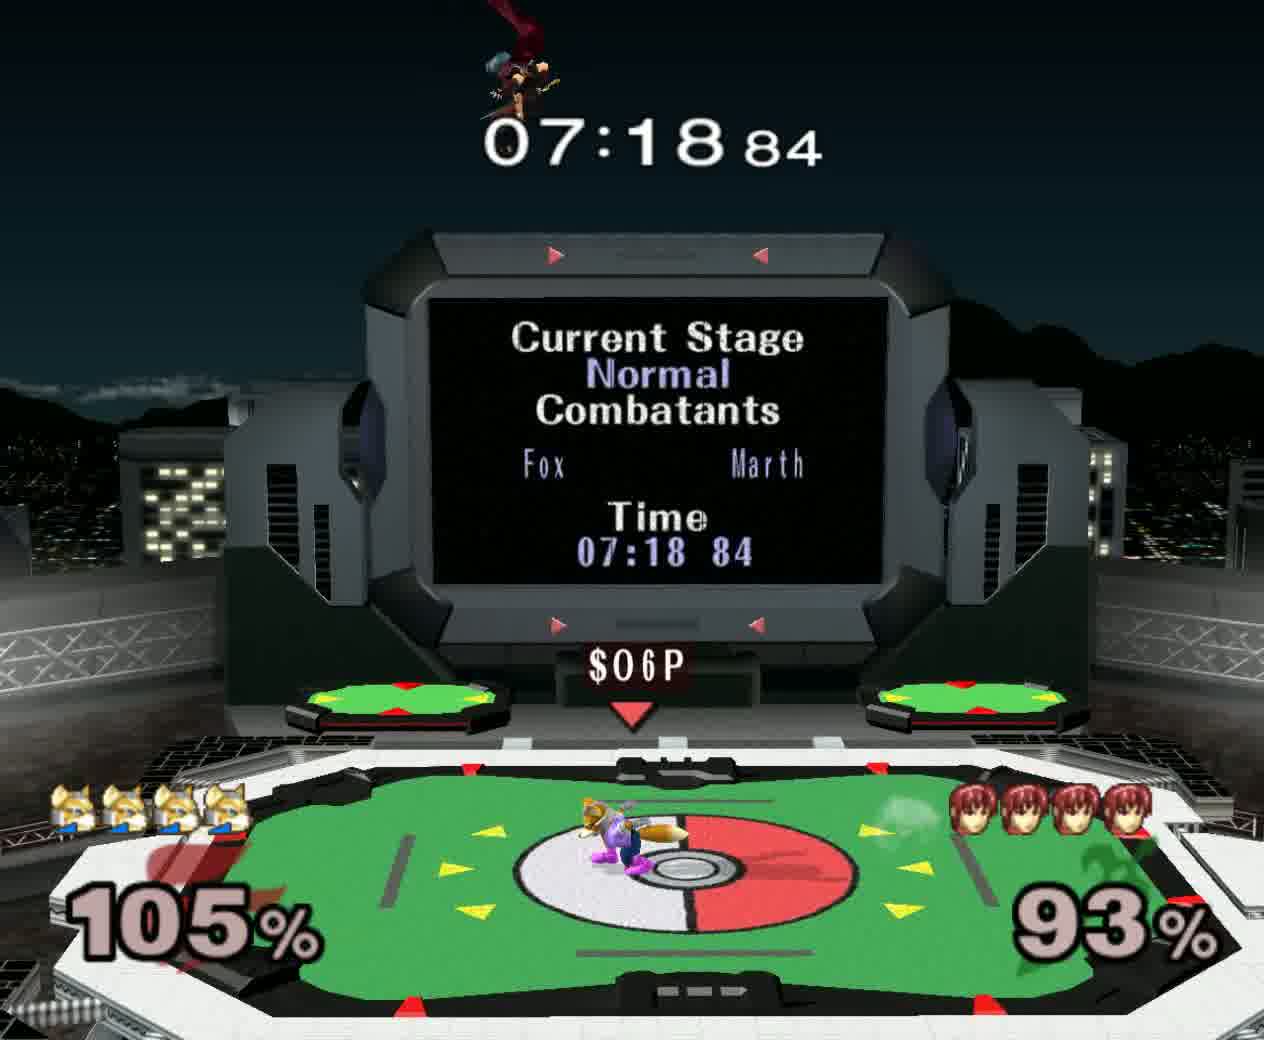 07:18 84
Current Stage
Normal
Combatants
Fox Marth
Time
07:18 84
$06P
105%
93%